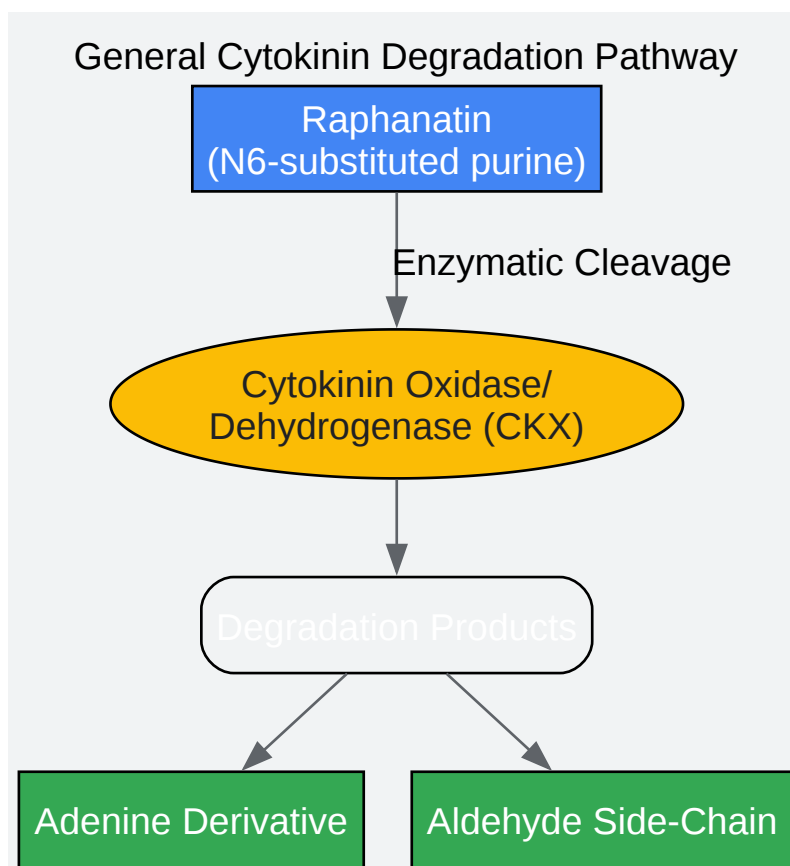 General Cytokinin Degradation Pathway
Raphanatin
(N6-substituted purine)
Enzymatic Cleavage
Cytokinin Oxidase/
Dehydrogenase (CKX)
Degradation Products
Adenine Derivative
Aldehyde Side-Chain